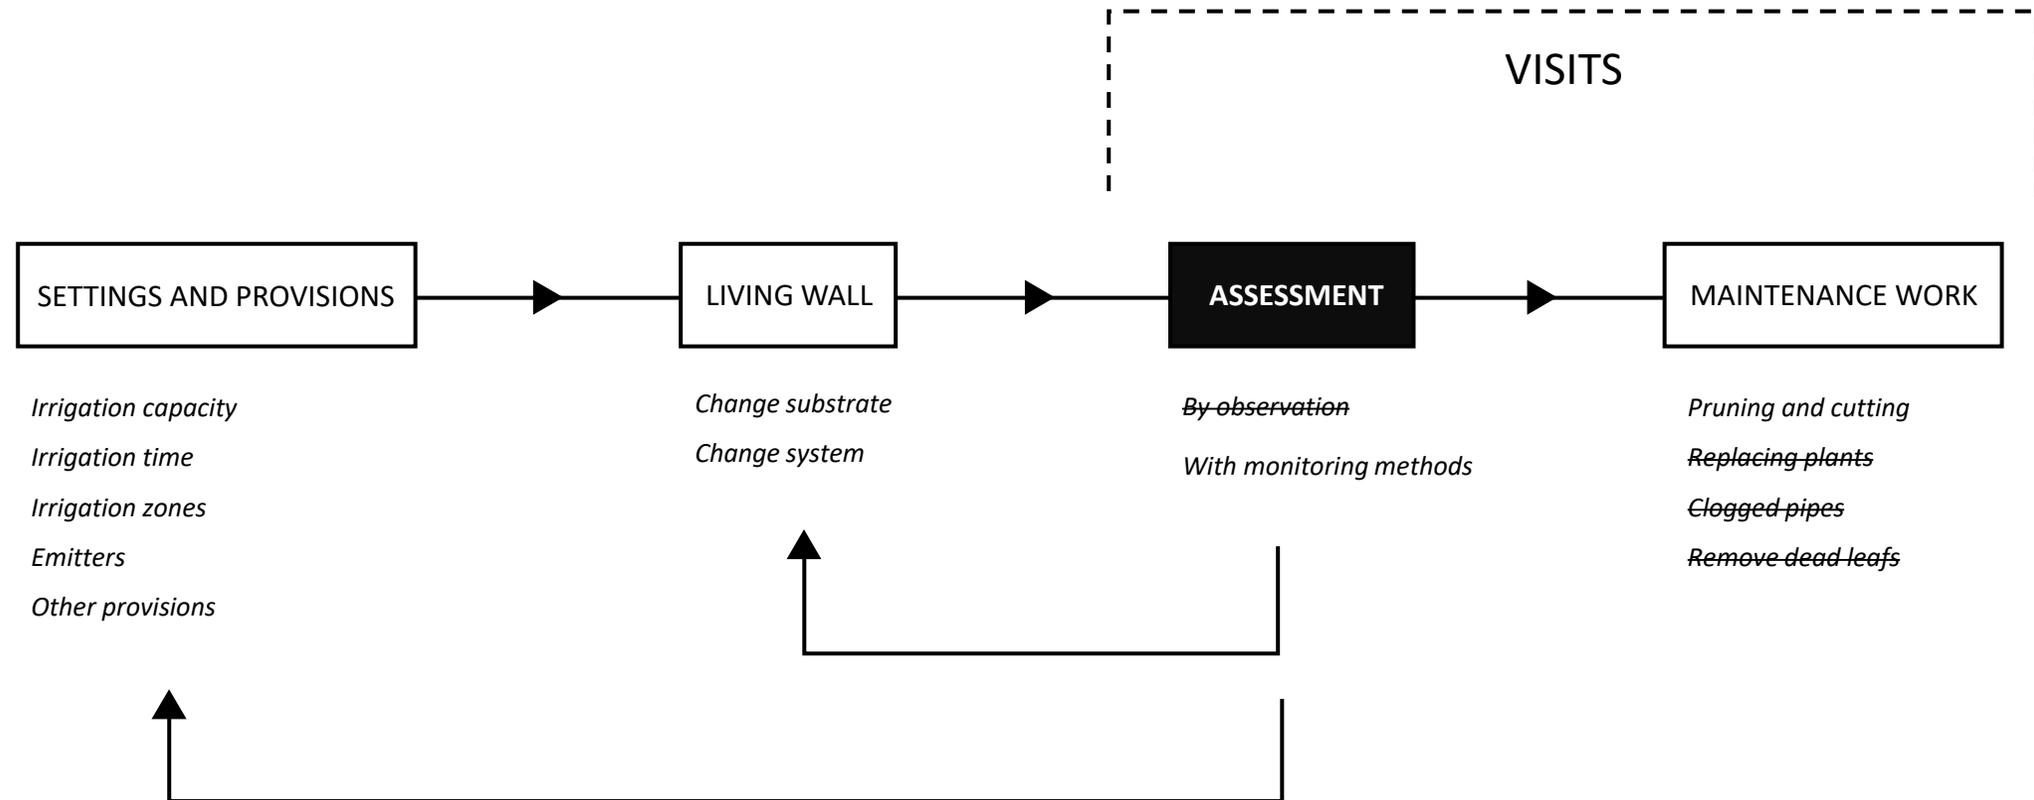 VISITS
SETTINGS AND PROVISIONS
LIVING WALL
ASSESSMENT
MAINTENANCE WORK
Irrigation capacity
Irrigation time
Irrigation zones
Emitters
Other provisions
Change substrate
Change system
By observation
With monitoring methods
Pruning and cutting
Replacing plants
Clogged pipes
Remove dead leafs